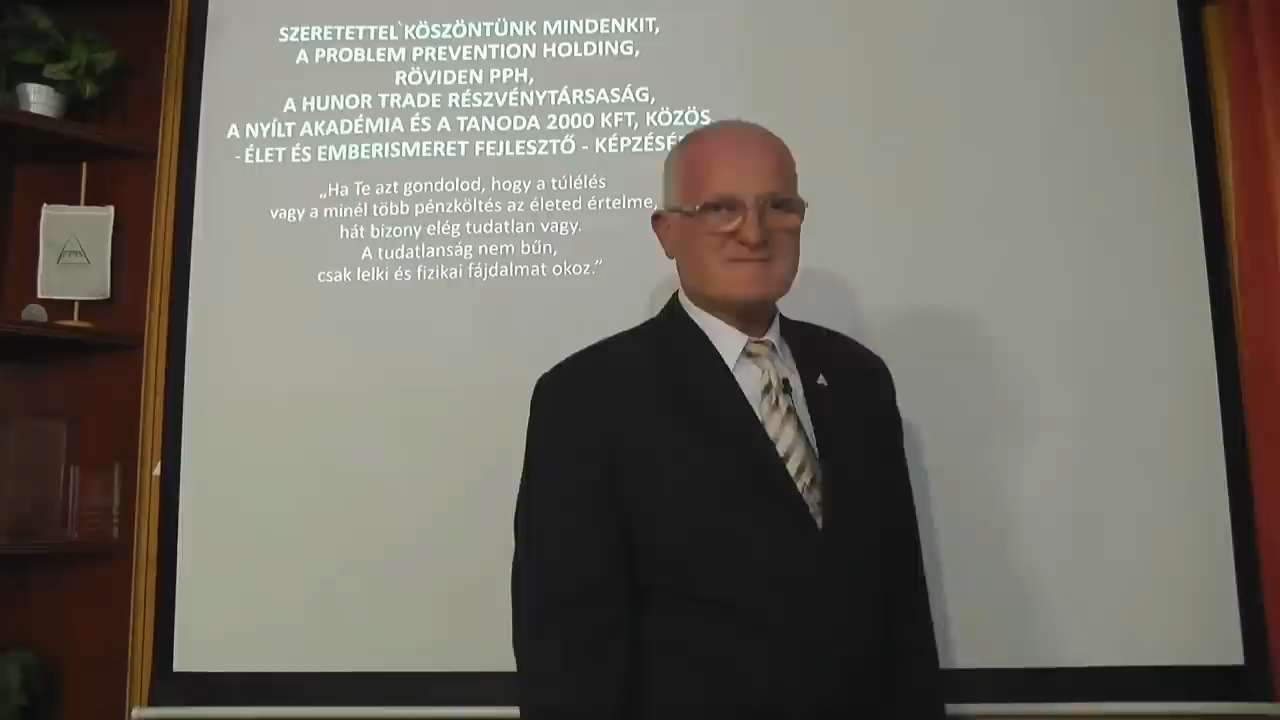 SZERETETTEL KÖSZÖNTÜNK MINDENKIT,
A PROBLEM PREVENTION HOLDING,
RÖVIDEN PPH,
A HUNOR TRADE RÉSZVÉNYTÁRSASÁG,
A NYÍLT AKADÉMIA ÉS A TANODA 2000 KFT, KÖZÖS
- ÉLET ÉS EMBERISMERET FEJLESZTŐ -
„Ha Te azt gondolod, hogy a túlélés
vagy a minél több pénzköltés az életed értelme,
hát bizony elég tudatlan vagy.
A tudatlanság nem bűn,
csak lelki és fizikai fájdalmat okoz.”